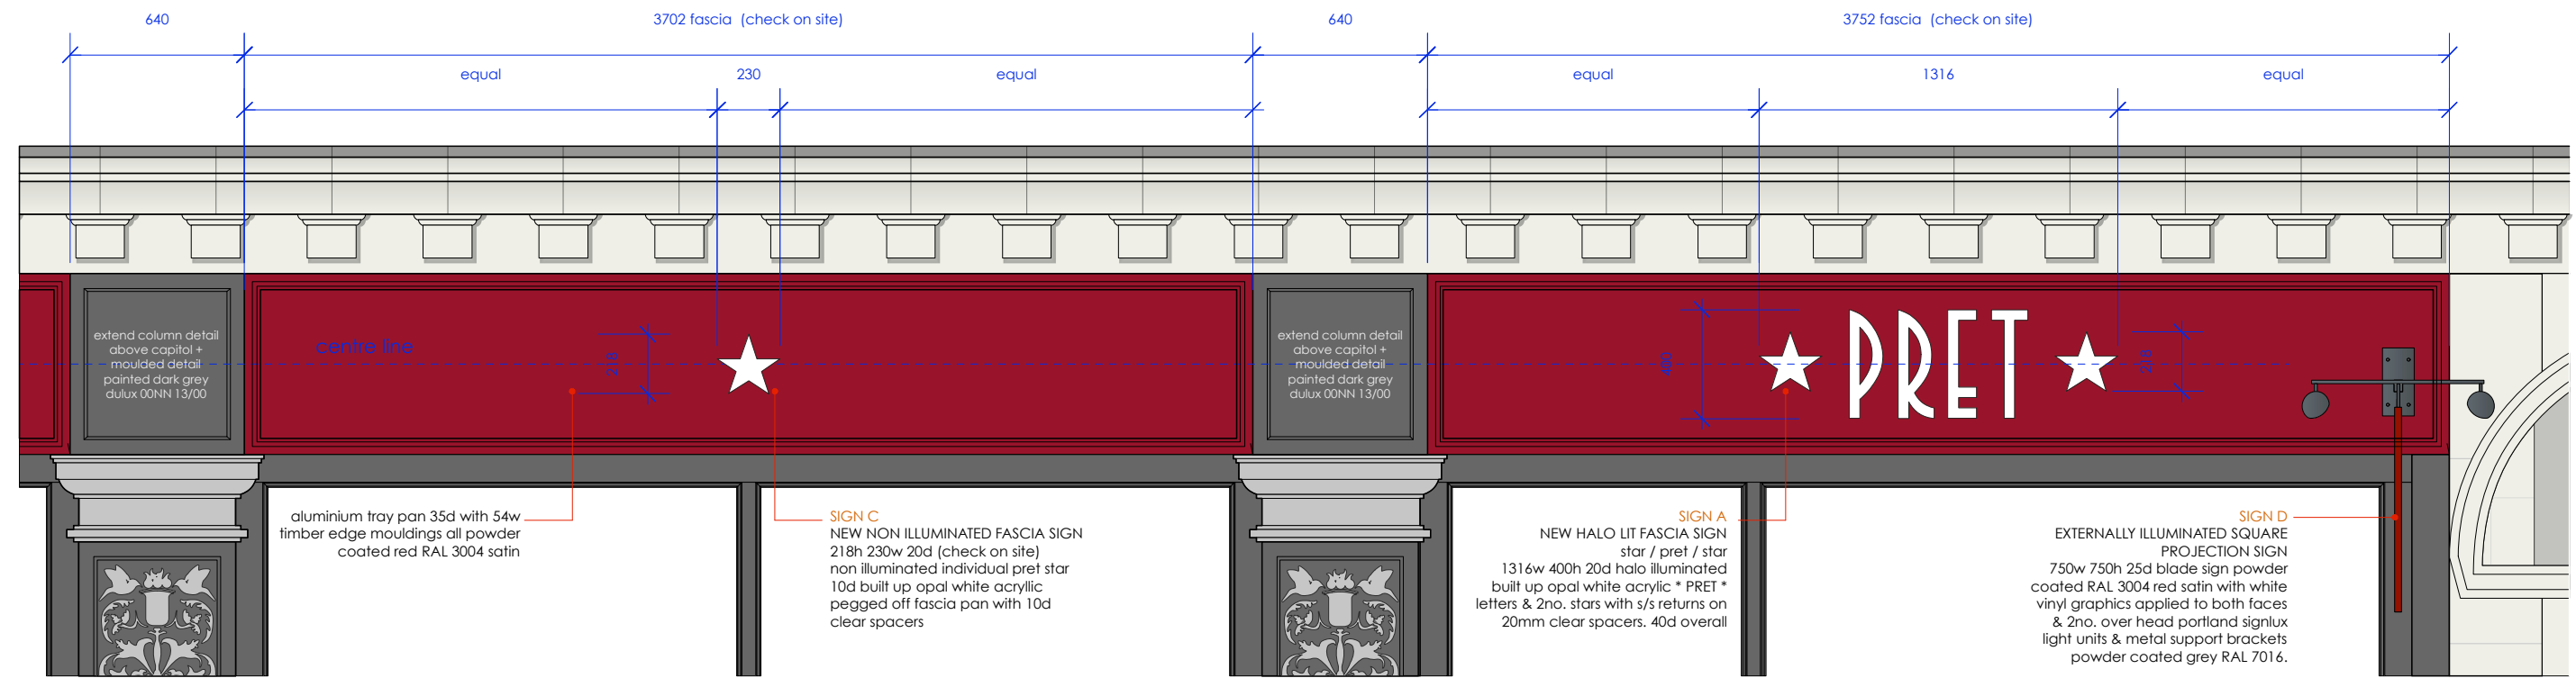 640
3702 fascia (check on site)
640
3752 fascia (check on site)
equal
230
equal
equal
1316
equal
extend column detail
above capitol +
moulded detail
painted dark grey
dulux 00NN 13/00
centre line
218
extend column detail
above capitol +
moulded detail
painted dark grey
dulux 00NN 13/00
400
PRET
218
aluminium tray pan 35d with 54w
timber edge mouldings all powder
coated red RAL 3004 satin
SIGN C
NEW NON ILLUMINATED FASCIA SIGN
218h 230w 20d (check on site)
non illuminated individual pret star
10d built up opal white acryllic
pegged off fascia pan with 10d
clear spacers
SIGN A
NEW HALO LIT FASCIA SIGN
star / pret / star
1316w 400h 20d halo illuminated
built up opal white acrylic * PRET *
letters & 2no. stars with s/s returns on
20mm clear spacers. 40d overall
SIGN D
EXTERNALLY ILLUMINATED SQUARE
PROJECTION SIGN
750w 750h 25d blade sign powder
coated RAL 3004 red satin with white
vinyl graphics applied to both faces
& 2no. over head portland signlux
light units & metal support brackets
powder coated grey RAL 7016.